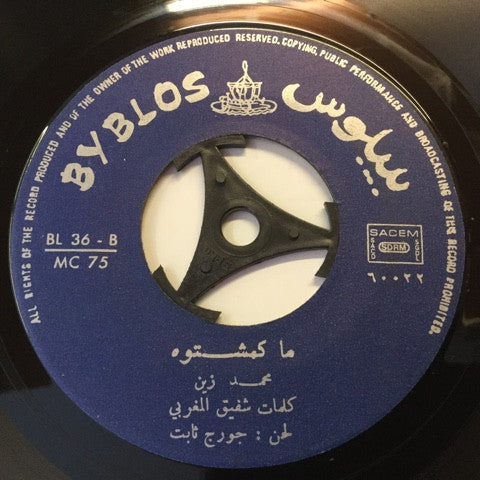 ALL RIGHTS OF THE RECORD PRODUCED AND OF THE OWNER OF THE WORK REPRODUCED RESERVED. COPYING, PUBLIC PERFORMANCE AND BROADCASTING OF THIS RECORD PROHIBITED.
BYBLOS
بيبلوس
BL 36 - B
MC 75
SACEM
SACD SDRM SGDL
٦٠٠٢٢
ما كمشتوه
محمد زين
كلمات شفيق المغربي
لحن : جورج ثابت